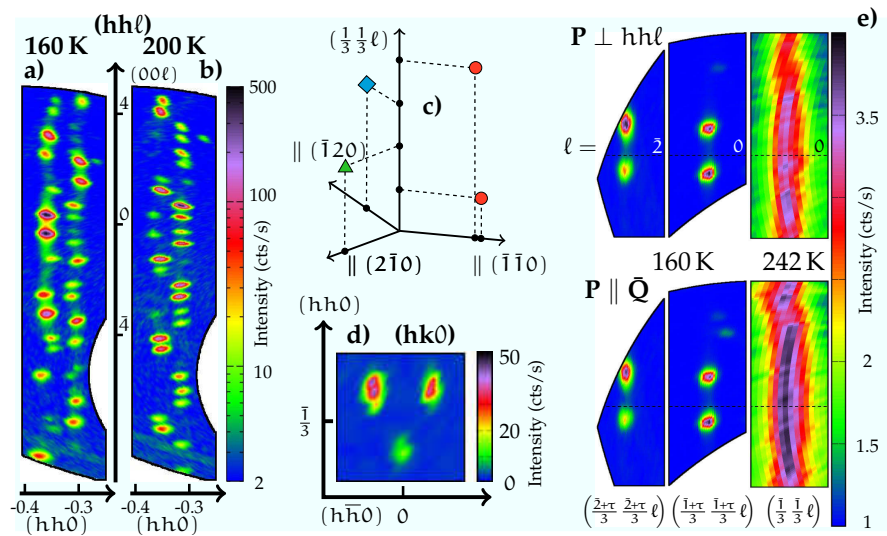 (hhℓ)
160 K 200 K
a) (00ℓ) b)
4
0
4̄
-0.4 -0.3 -0.4 -0.3
(hh0) (hh0)
500
100
10
2
Intensity (cts/s)
(1/3 1/3 ℓ)
c)
∥ (1̄20)
∥ (21̄0)
∥ (1̄1̄0)
(hh0)
d) (hk0)
1̄/3
(hh̄0) 0
50
20
0
Intensity (cts/s)
e)
P ⊥ hhℓ
ℓ = 2̄ 0 0
160 K 242 K
P ∥ Q̄
((2̄+τ)/3 (2̄+τ)/3 ℓ) ((1̄+τ)/3 (1̄+τ)/3 ℓ) (1̄/3 1̄/3 ℓ)
3.5
2
1.5
1
Intensity (cts/s)